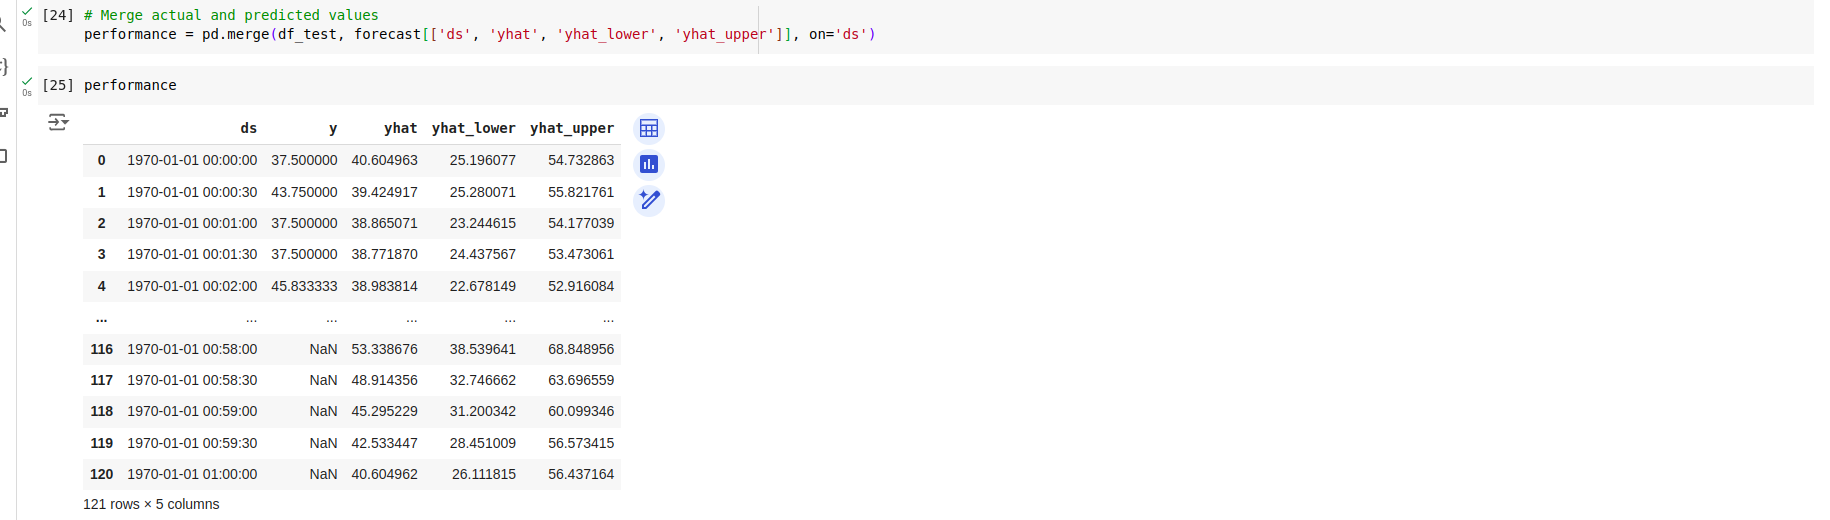 [24] # Merge actual and predicted values
0s
performance = pd.merge(df_test, forecast[['ds', 'yhat', 'yhat_lower', 'yhat_upper']], on='ds')
[25] performance
0s
ds y yhat yhat_lower yhat_upper
0 1970-01-01 00:00:00 37.500000 40.604963 25.196077 54.732863
1 1970-01-01 00:00:30 43.750000 39.424917 25.280071 55.821761
2 1970-01-01 00:01:00 37.500000 38.865071 23.244615 54.177039
3 1970-01-01 00:01:30 37.500000 38.771870 24.437567 53.473061
4 1970-01-01 00:02:00 45.833333 38.983814 22.678149 52.916084
... ... ... ... ... ...
116 1970-01-01 00:58:00 NaN 53.338676 38.539641 68.848956
117 1970-01-01 00:58:30 NaN 48.914356 32.746662 63.696559
118 1970-01-01 00:59:00 NaN 45.295229 31.200342 60.099346
119 1970-01-01 00:59:30 NaN 42.533447 28.451009 56.573415
120 1970-01-01 01:00:00 NaN 40.604962 26.111815 56.437164
121 rows × 5 columns